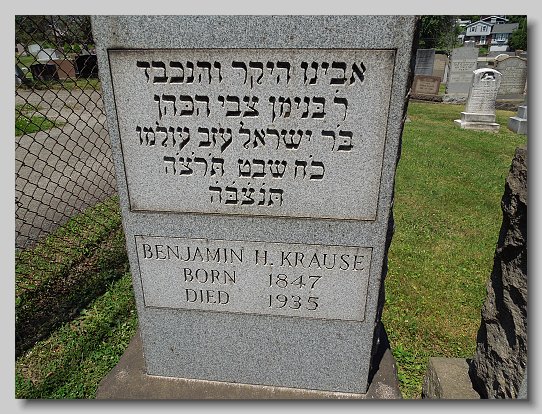 אבינו היקר והנכבד
ר בנימן צבי הכהן
בר ישראל עזב עולמו
כח שבט תרצה
תנצבה
BENJAMIN H. KRAUSE
BORN 1847
DIED 1935